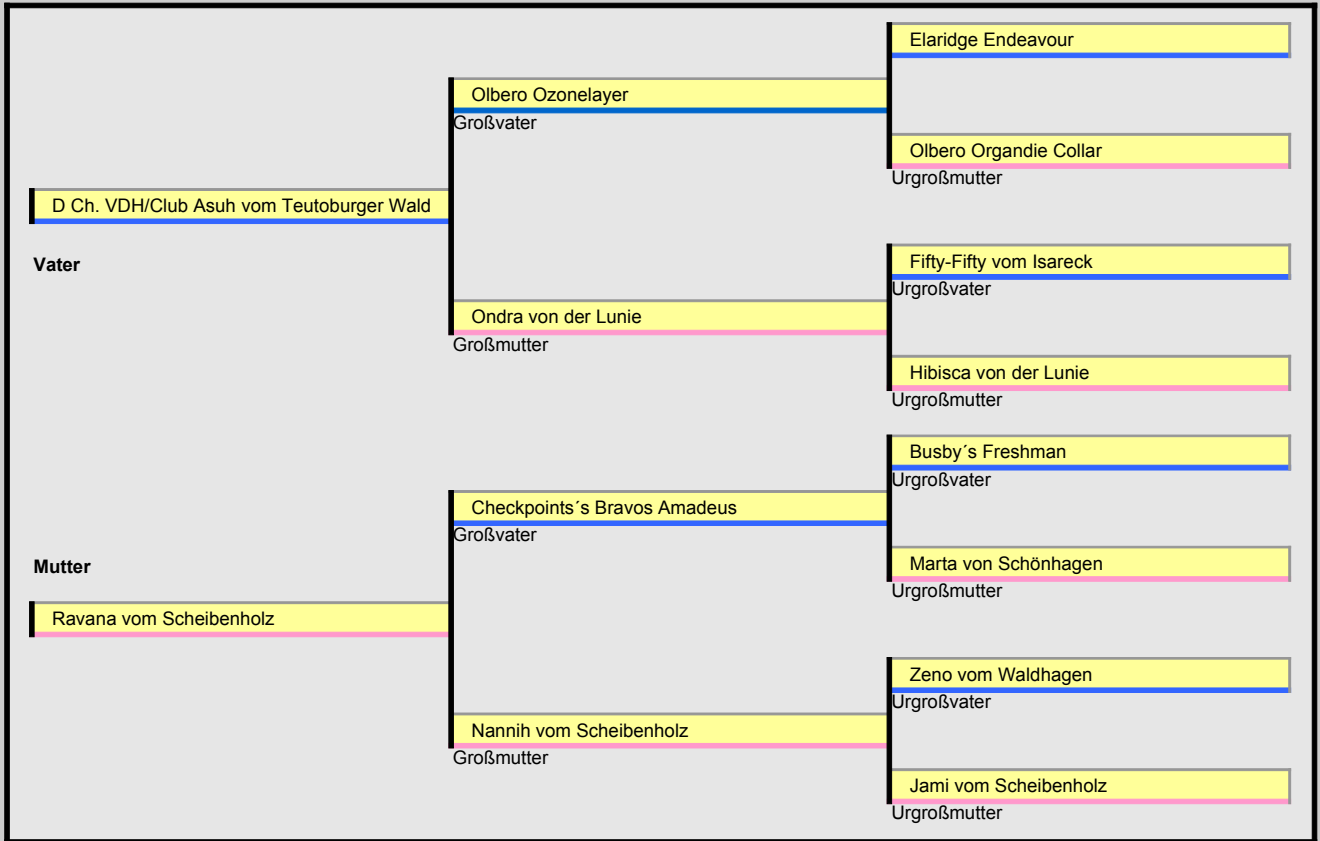 Elaridge Endeavour
Olbero Ozonelayer
Großvater
Olbero Organdie Collar
Urgroßmutter
D Ch. VDH/Club Asuh vom Teutoburger Wald
Vater
Fifty-Fifty vom Isareck
Urgroßvater
Ondra von der Lunie
Großmutter
Hibisca von der Lunie
Urgroßmutter
Busby´s Freshman
Urgroßvater
Checkpoints´s Bravos Amadeus
Großvater
Marta von Schönhagen
Urgroßmutter
Mutter
Ravana vom Scheibenholz
Zeno vom Waldhagen
Urgroßvater
Nannih vom Scheibenholz
Großmutter
Jami vom Scheibenholz
Urgroßmutter